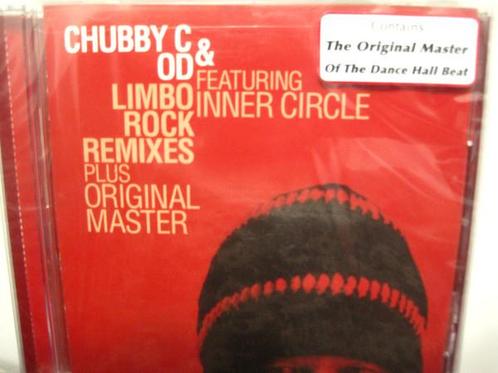 CHUBBY C &
OD FEATURING
LIMBO INNER CIRCLE
ROCK
REMIXES
PLUS
ORIGINAL
MASTER
Contains
The Original Master
Of The Dance Hall Beat